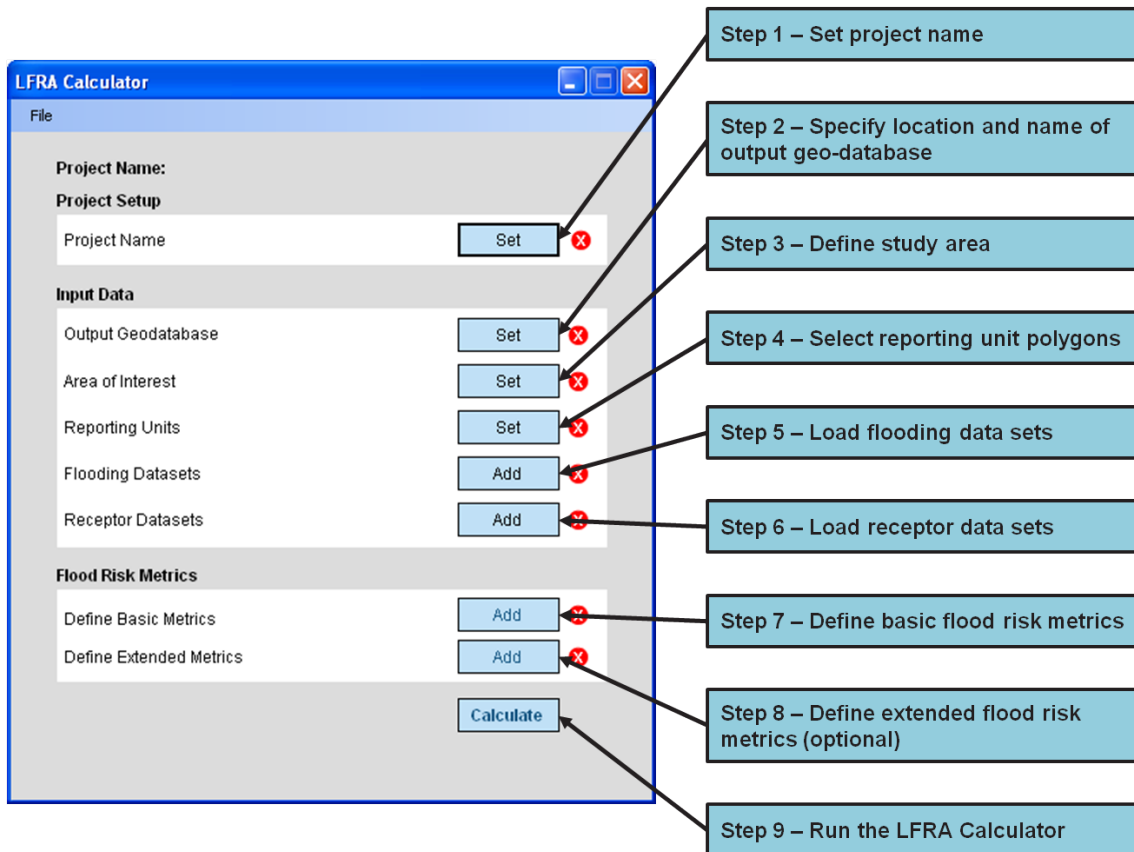 LFRA Calculator
File
Project Name:
Project Setup
Project Name Set X
Input Data
Output Geodatabase Set X
Area of Interest Set X
Reporting Units Set X
Flooding Datasets Add X
Receptor Datasets Add X
Flood Risk Metrics
Define Basic Metrics Add X
Define Extended Metrics Add X
Calculate
Step 1 – Set project name
Step 2 – Specify location and name of
output geo-database
Step 3 – Define study area
Step 4 – Select reporting unit polygons
Step 5 – Load flooding data sets
Step 6 – Load receptor data sets
Step 7 – Define basic flood risk metrics
Step 8 – Define extended flood risk
metrics (optional)
Step 9 – Run the LFRA Calculator